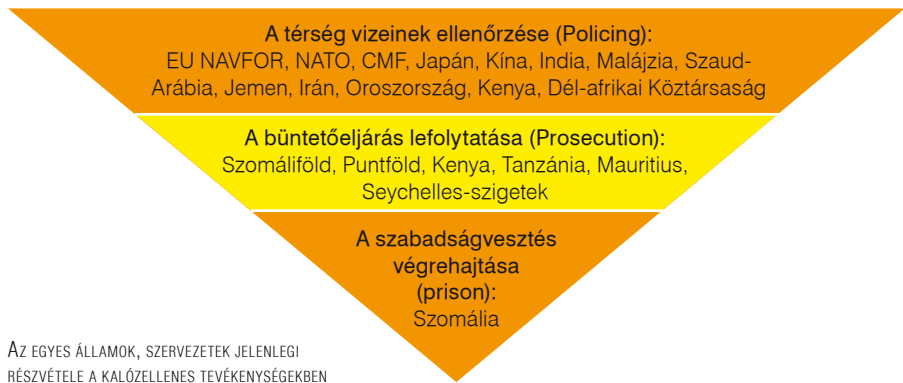 A térség vizeinek ellenőrzése (Policing):
EU NAVFOR, NATO, CMF, Japán, Kína, India, Malájzia, Szaud-
Arábia, Jemen, Irán, Oroszország, Kenya, Dél-afrikai Köztársaság
A büntetőeljárás lefolytatása (Prosecution):
Szomáliföld, Puntföld, Kenya, Tanzánia, Mauritius,
Seychelles-szigetek
A szabadságvesztés
végrehajtása
(prison):
Szomália
Az egyes államok, szervezetek jelenlegi
részvétele a kalózellenes tevékenységekben